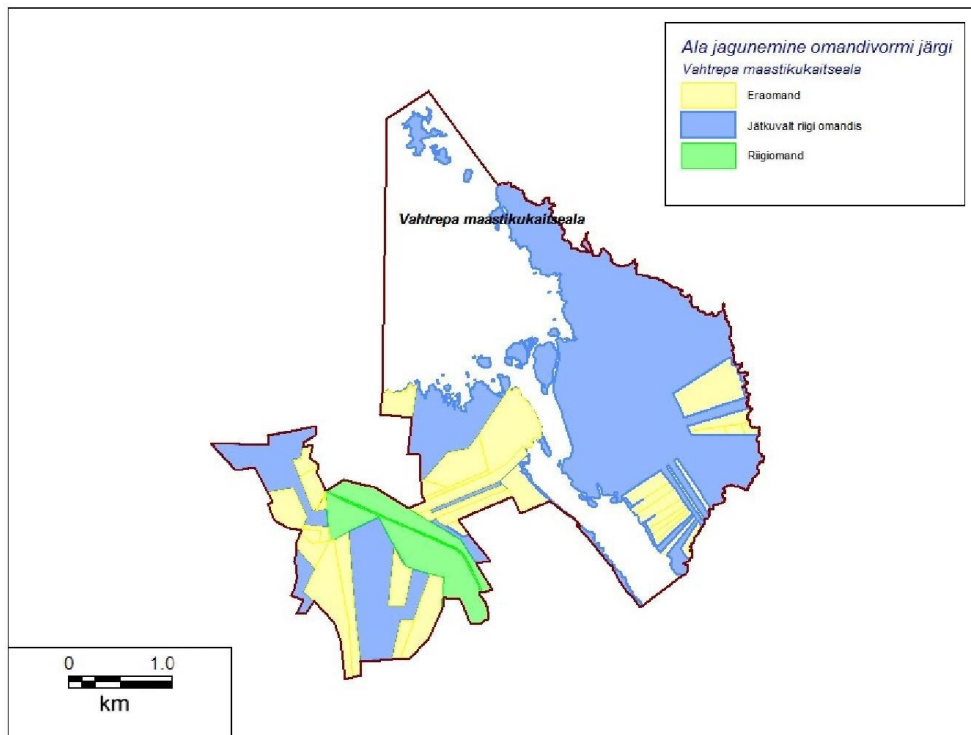 Ala jagunemine omandivormi järgi
Vahtrepa maastikukaitseala
Eraomand
Jätkuvalt riigi omandis
Riigiomand
Vahtrepa maastikukaitseala
0 1.0
km